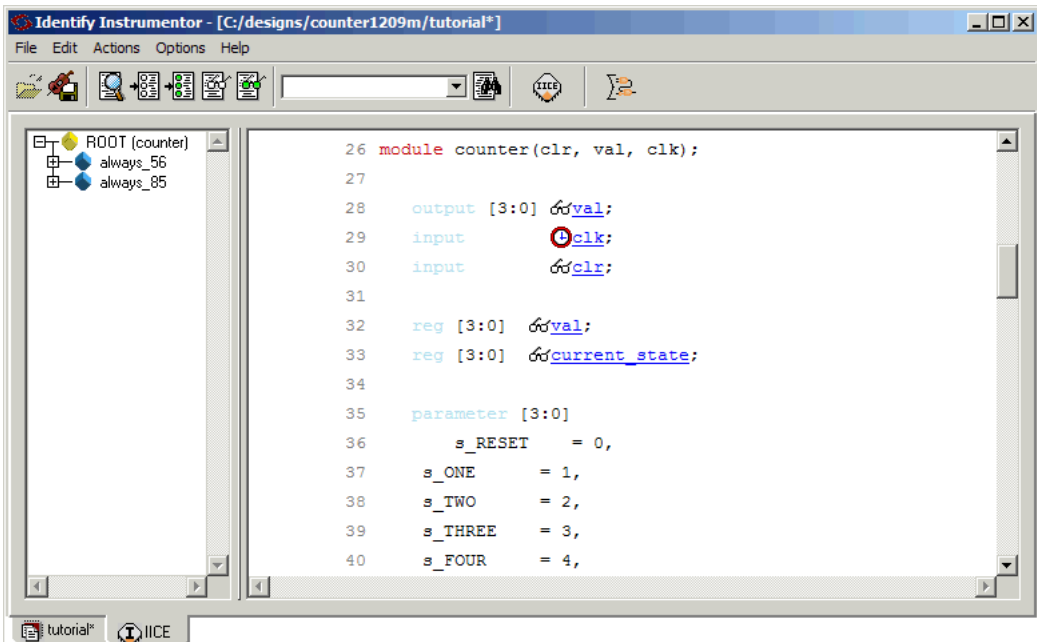 Identify Instrumentor - [C:/designs/counter1209m/tutorial*]
File Edit Actions Options Help
IICE
ROOT (counter)
always_56
always_85
26 module counter(clr, val, clk);
27
28 output [3:0] val;
29 input clk;
30 input clr;
31
32 reg [3:0] val;
33 reg [3:0] current_state;
34
35 parameter [3:0]
36 s_RESET = 0,
37 s_ONE = 1,
38 s_TWO = 2,
39 s_THREE = 3,
40 s_FOUR = 4,
tutorial* I IICE